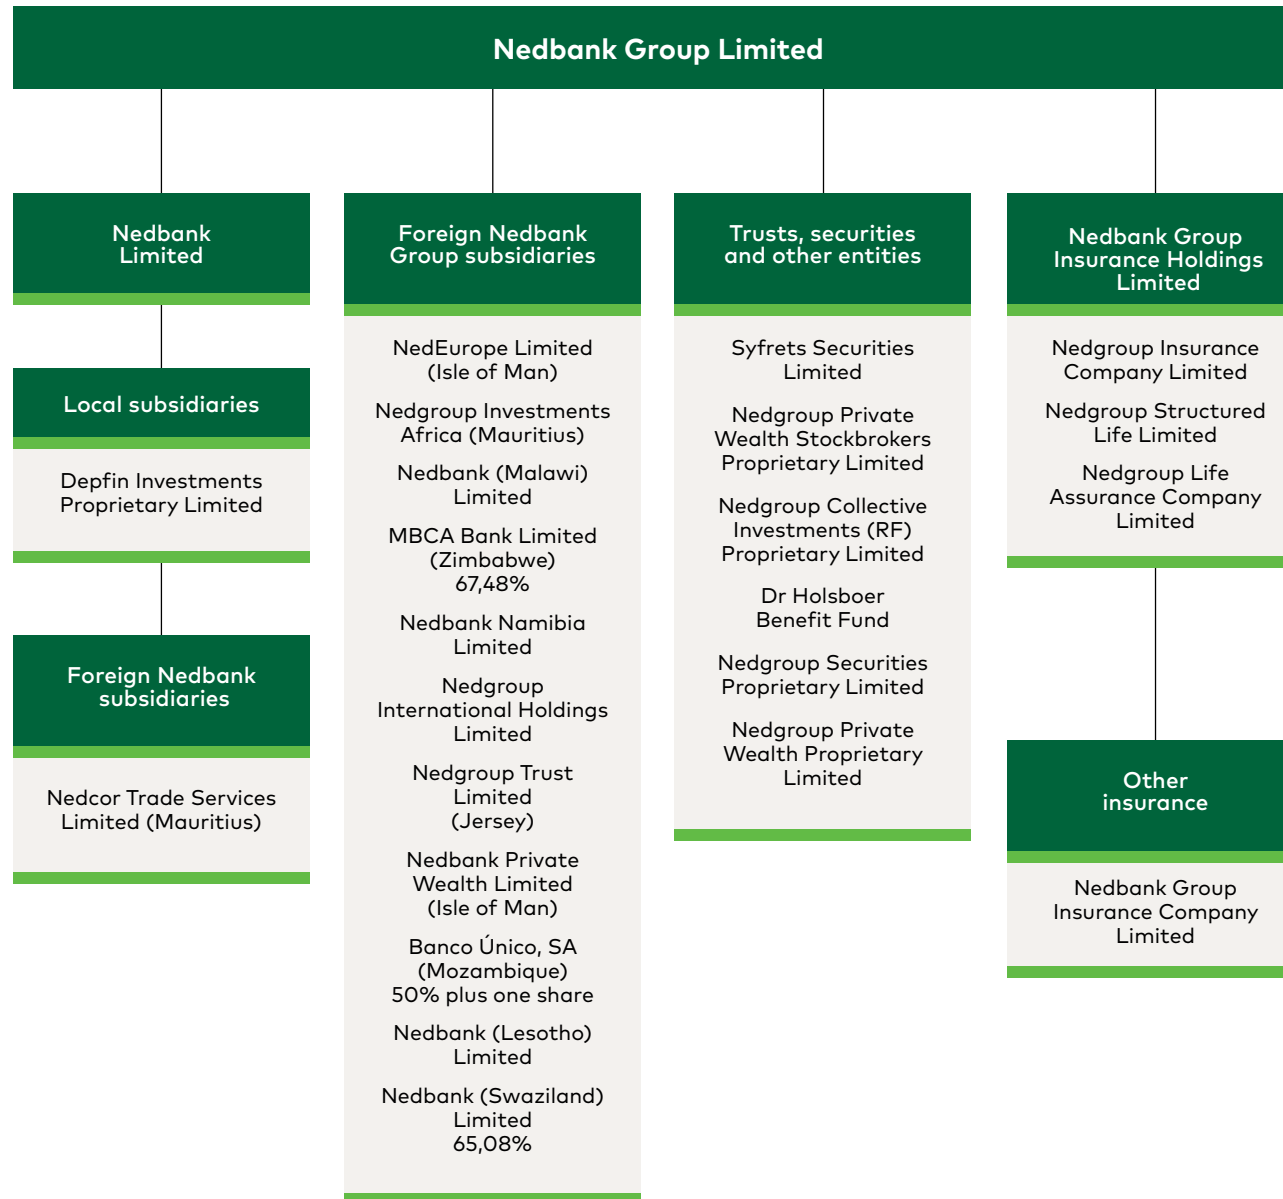 Nedbank Group Limited
Nedbank
Limited
Local subsidiaries
Depfin Investments
Proprietary Limited
Foreign Nedbank
subsidiaries
Nedcor Trade Services
Limited (Mauritius)
Foreign Nedbank
Group subsidiaries
NedEurope Limited
(Isle of Man)
Nedgroup Investments
Africa (Mauritius)
Nedbank (Malawi)
Limited
MBCA Bank Limited
(Zimbabwe)
67,48%
Nedbank Namibia
Limited
Nedgroup
International Holdings
Limited
Nedgroup Trust
Limited
(Jersey)
Nedbank Private
Wealth Limited
(Isle of Man)
Banco Único, SA
(Mozambique)
50% plus one share
Nedbank (Lesotho)
Limited
Nedbank (Swaziland)
Limited
65,08%
Trusts, securities
and other entities
Syfrets Securities
Limited
Nedgroup Private
Wealth Stockbrokers
Proprietary Limited
Nedgroup Collective
Investments (RF)
Proprietary Limited
Dr Holsboer
Benefit Fund
Nedgroup Securities
Proprietary Limited
Nedgroup Private
Wealth Proprietary
Limited
Nedbank Group
Insurance Holdings
Limited
Nedgroup Insurance
Company Limited
Nedgroup Structured
Life Limited
Nedgroup Life
Assurance Company
Limited
Other
insurance
Nedbank Group
Insurance Company
Limited